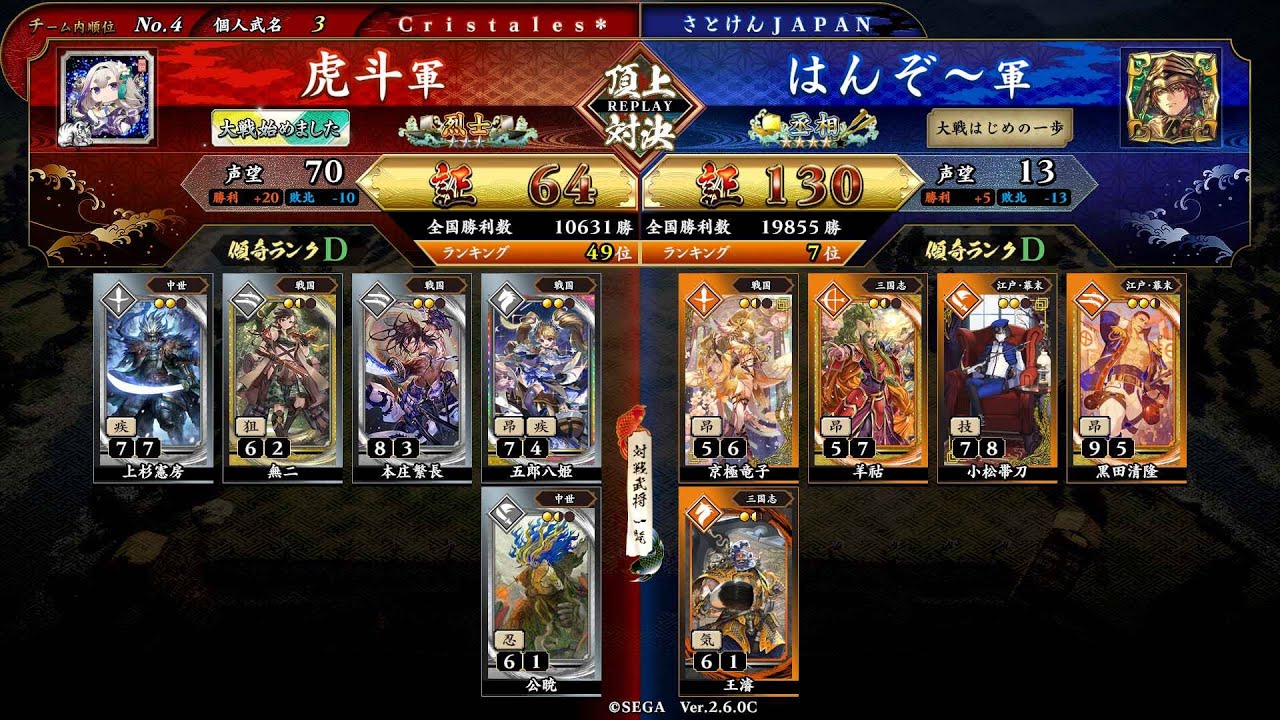 チーム内順位 No.4 個人武名 3 Cristales*
さとけんJAPAN
虎斗軍
はんぞ〜軍
頂上
REPLAY
対決
大戦始めました
烈士
丞相
大戦はじめの一歩
声望 70
勝利 +20 敗北 -10
証 64
証 130
声望 13
勝利 +5 敗北 -13
全国勝利数 10631勝
全国勝利数 19855勝
傾奇ランクD
ランキング 49位
ランキング 7位
傾奇ランクD
中世
疾
7 7
上杉憲房
戦国
狙
6 2
無二
戦国
8 3
本庄繁長
戦国
昂 疾
7 4
五郎八姫
戦国
昂
5 6
京極竜子
三国志
昂
5 7
羊祜
江戸・幕末
技
7 8
小松帯刀
江戸・幕末
昂
9 5
黒田清隆
対戦武将一覧
中世
忍
6 1
公暁
三国志
気
6 1
王濬
©SEGA Ver.2.6.0C